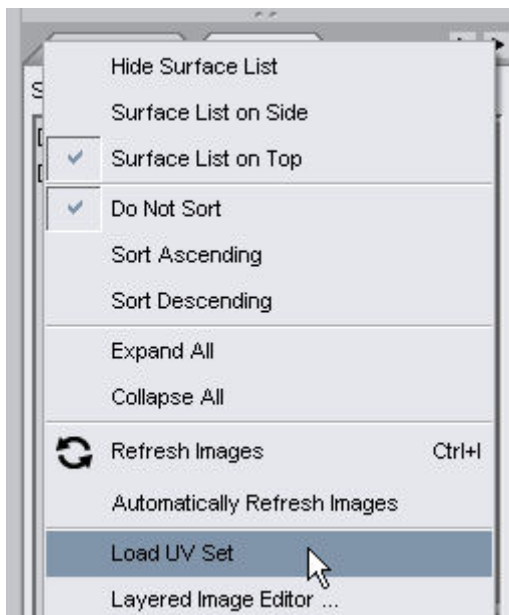 Hide Surface List
Surface List on Side
Surface List on Top
Do Not Sort
Sort Ascending
Sort Descending
Expand All
Collapse All
Refresh Images Ctrl+I
Automatically Refresh Images
Load UV Set
Layered Image Editor ...